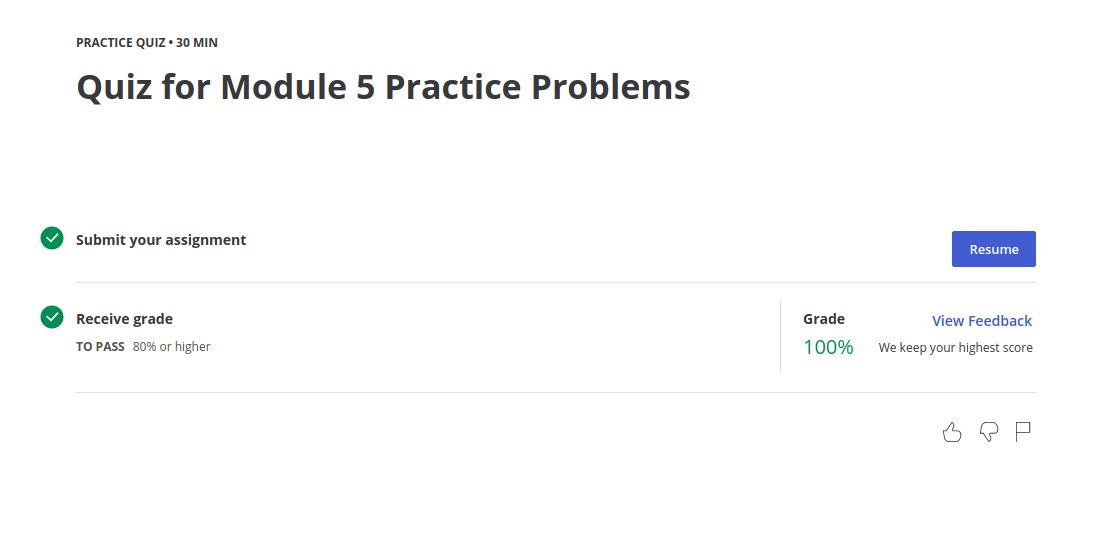 PRACTICE QUIZ • 30 MIN
Quiz for Module 5 Practice Problems
Submit your assignment
Resume
Receive grade
TO PASS 80% or higher
Grade
100%
View Feedback
We keep your highest score